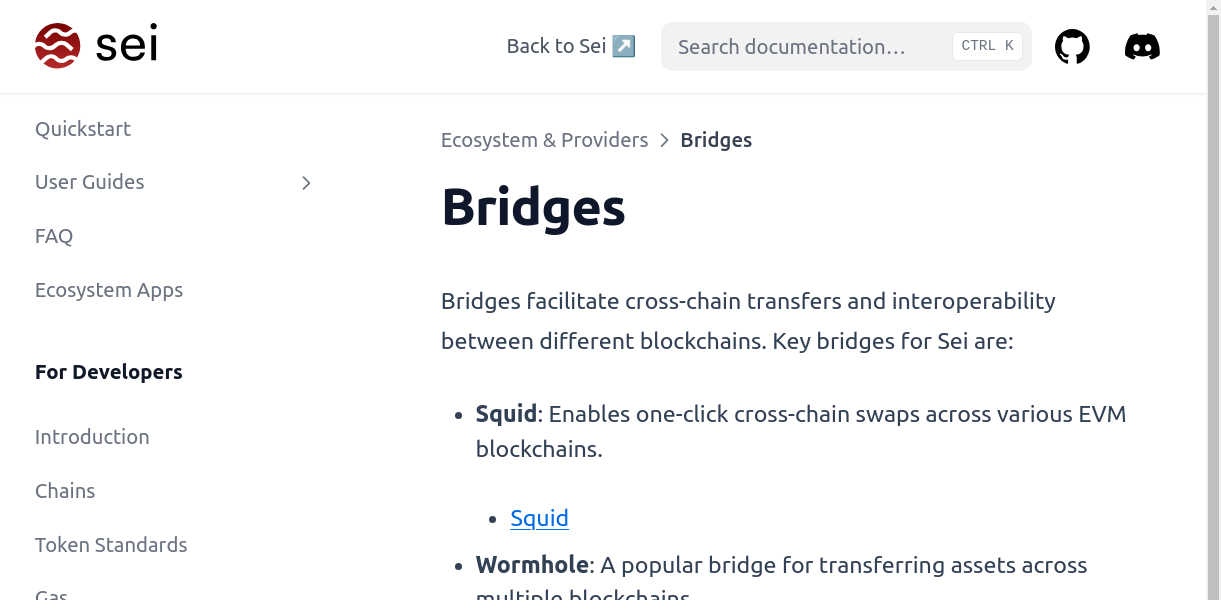 sei
Back to Sei ↗
Search documentation…
CTRL K
Quickstart
User Guides
FAQ
Ecosystem Apps
For Developers
Introduction
Chains
Token Standards
Gas
Ecosystem & Providers > Bridges
Bridges
Bridges facilitate cross-chain transfers and interoperability
between different blockchains. Key bridges for Sei are:
• Squid: Enables one-click cross-chain swaps across various EVM
blockchains.
• Squid
• Wormhole: A popular bridge for transferring assets across
multiple blockchains